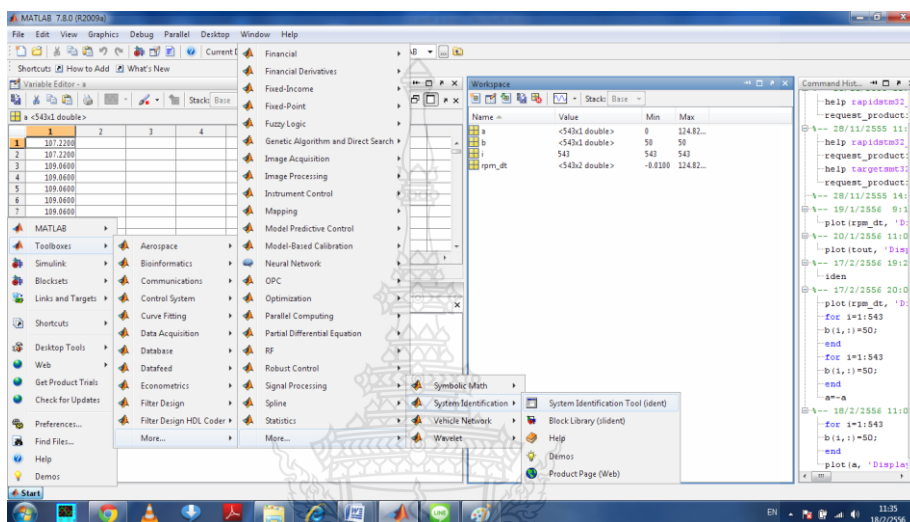 MATLAB 7.8.0 (R2009a)
File Edit View Graphics Debug Parallel Desktop Window Help
Shortcuts How to Add What's New
Variable Editor - a
Stack: Base
a <543x1 double>
1 2 3 4
1 107.2200
2 107.2200
3 109.0600
4 109.0600
5 109.0600
6 109.0600
7 109.0600
MATLAB
Toolboxes
Simulink
Blocksets
Links and Targets
Shortcuts
Desktop Tools
Web
Get Product Trials
Check for Updates
Preferences...
Find Files...
Help
Demos
Start
Aerospace
Bioinformatics
Communications
Control System
Curve Fitting
Data Acquisition
Database
Datafeed
Econometrics
Filter Design
Filter Design HDL Coder
More...
Financial
Financial Derivatives
Fixed-Income
Fixed-Point
Fuzzy Logic
Genetic Algorithm and Direct Search
Image Acquisition
Image Processing
Instrument Control
Mapping
Model Predictive Control
Model-Based Calibration
Neural Network
OPC
Optimization
Parallel Computing
Partial Differential Equation
RF
Robust Control
Signal Processing
Spline
Statistics
More...
Symbolic Math
System Identification
Vehicle Network
Wavelet
System Identification Tool (ident)
Block Library (slident)
Help
Demos
Product Page (Web)
Workspace
Stack: Base
Name Value Min Max
a <543x1 double> 0 124.82...
b <543x1 double> 50 50
i 543 543 543
rpm_dt <543x2 double> -0.0100 124.82...
Command Hist...
help rapidstm32_
request_product:
%-- 28/11/2555 11:
help rapidstm32_
request_product:
help targetsmt3
request_product:
%-- 28/11/2555 14:
%-- 19/1/2556 9:1
plot(rpm_dt, 'D:
%-- 20/1/2556 11:0
plot(tout, 'Disp
%-- 17/2/2556 19:2
iden
%-- 17/2/2556 20:0
plot(rpm_dt, 'D:
for i=1:543
b(i,:)=50;
end
for i=1:543
b(i,:)=50;
end
a=-a
%-- 18/2/2556 11:0
for i=1:543
b(i,:)=50;
end
plot(a, 'Display
EN
11:35
18/2/2556